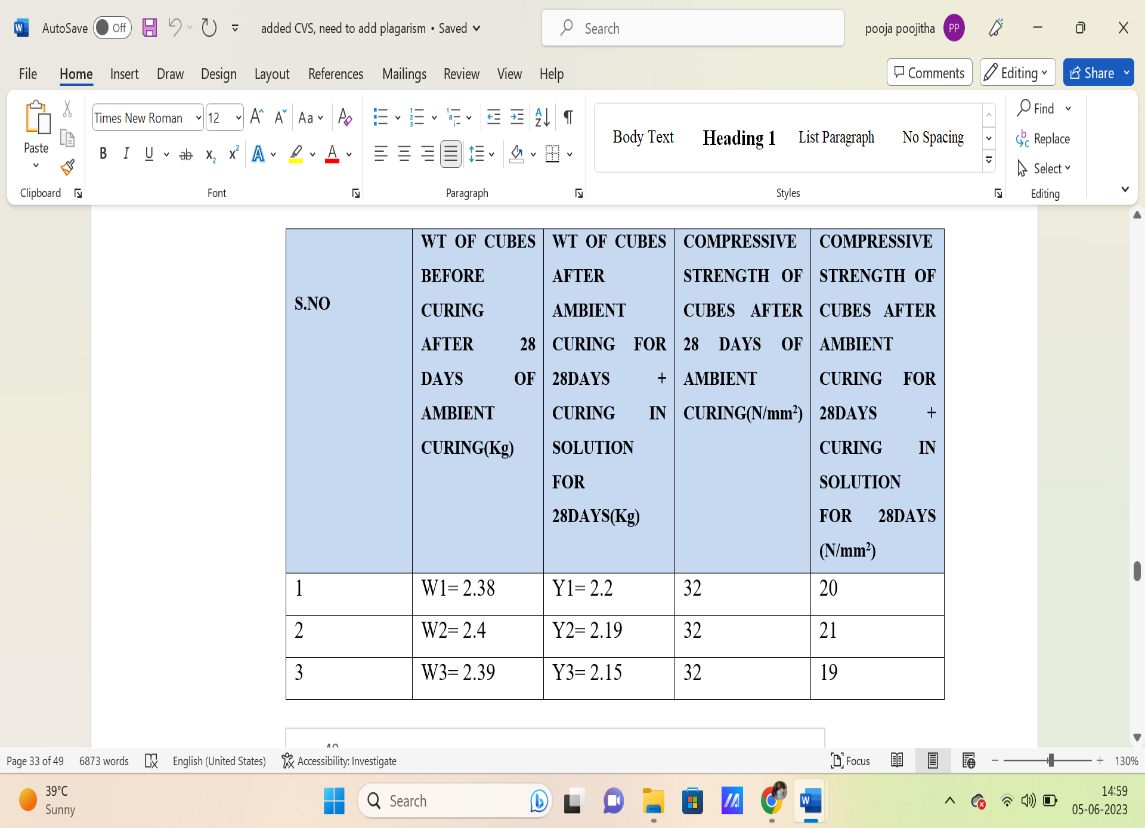 AutoSave Off added CVS, need to add plagarism • Saved Search pooja poojitha PP
File Home Insert Draw Design Layout References Mailings Review View Help Comments Editing Share
Times New Roman 12 Aa Body Text Heading 1 List Paragraph No Spacing Find
Paste B I U ab x2 x2 A A Replace
Select
Clipboard Font Paragraph Styles Editing
S.NO
WT OF CUBES
BEFORE
CURING
AFTER 28
DAYS OF
AMBIENT
CURING(Kg)
WT OF CUBES
AFTER
AMBIENT
CURING FOR
28DAYS +
CURING IN
SOLUTION
FOR
28DAYS(Kg)
COMPRESSIVE
STRENGTH OF
CUBES AFTER
28 DAYS OF
AMBIENT
CURING(N/mm²)
COMPRESSIVE
STRENGTH OF
CUBES AFTER
AMBIENT
CURING FOR
28DAYS +
CURING IN
SOLUTION
FOR 28DAYS
(N/mm²)
1 W1= 2.38 Y1= 2.2 32 20
2 W2= 2.4 Y2= 2.19 32 21
3 W3= 2.39 Y3= 2.15 32 19
Page 33 of 49 6873 words English (United States) Accessibility: Investigate Focus 130%
39°C
Sunny
Search
14:59
05-06-2023